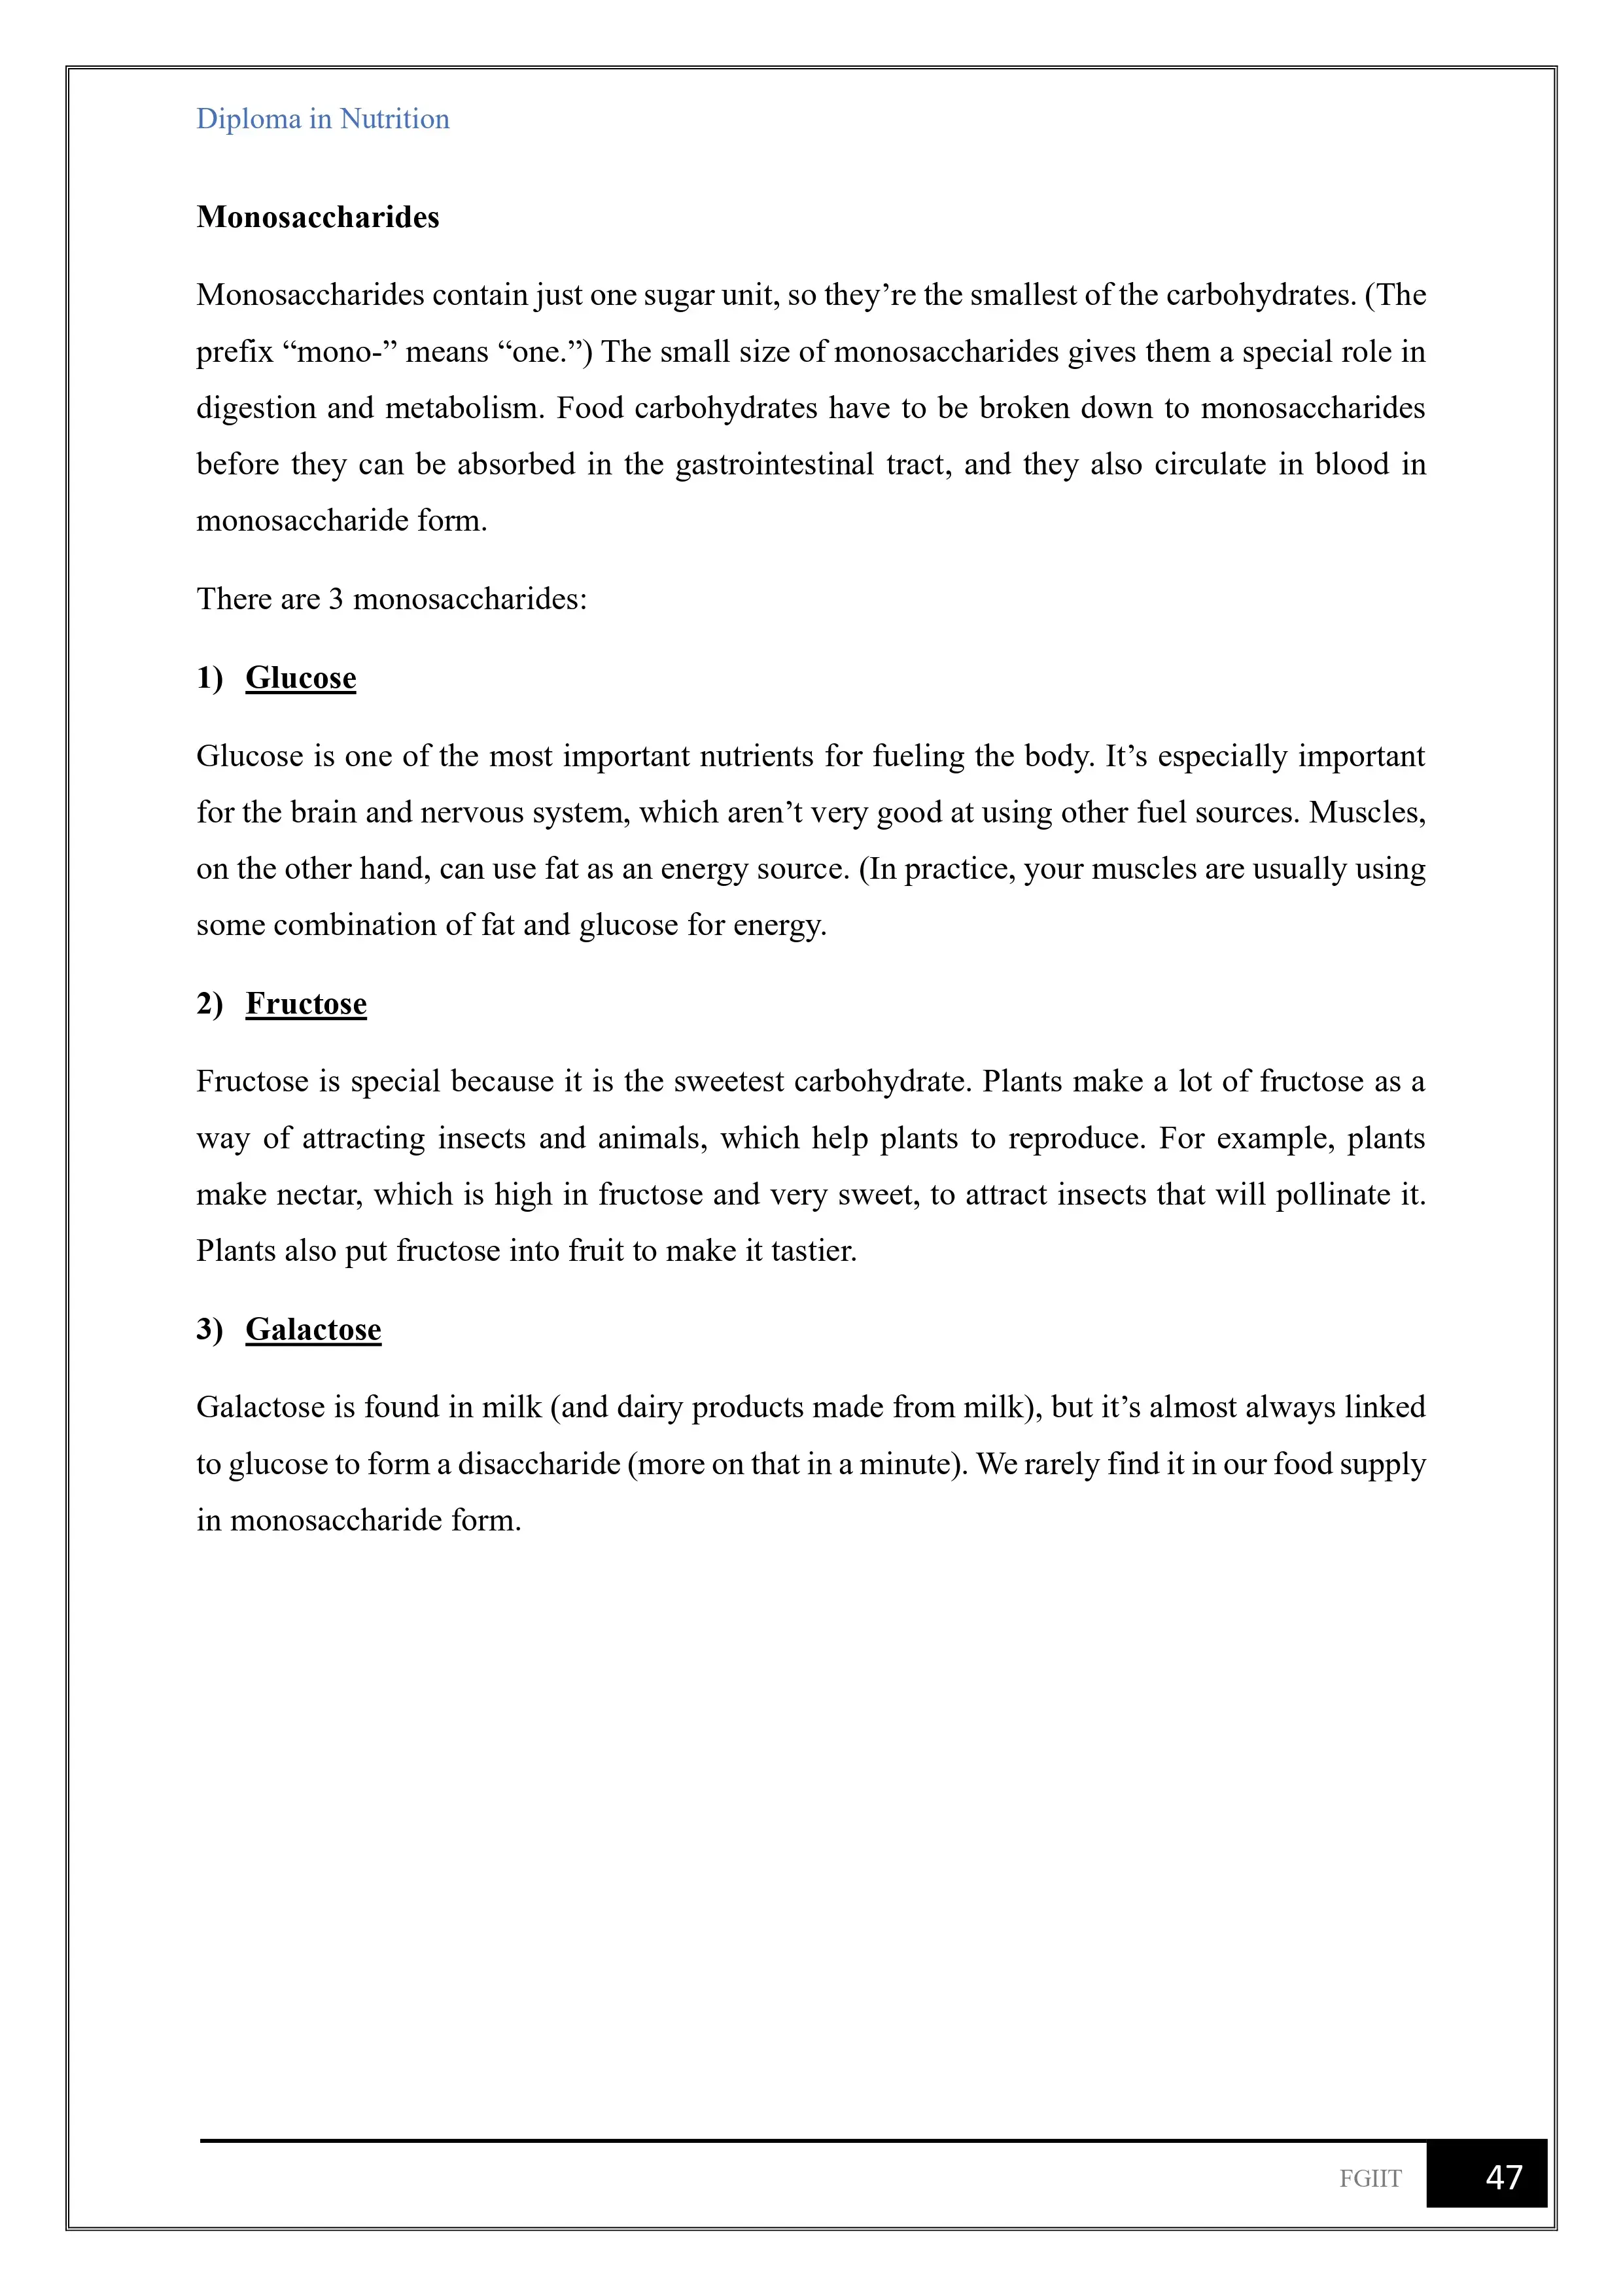 Diploma in Nutrition
Monosaccharides
Monosaccharides contain just one sugar unit, so they’re the smallest of the carbohydrates. (The
prefix “mono-” means “one.”) The small size of monosaccharides gives them a special role in
digestion and metabolism. Food carbohydrates have to be broken down to monosaccharides
before they can be absorbed in the gastrointestinal tract, and they also circulate in blood in
monosaccharide form.
There are 3 monosaccharides:
1) Glucose
Glucose is one of the most important nutrients for fueling the body. It’s especially important
for the brain and nervous system, which aren’t very good at using other fuel sources. Muscles,
on the other hand, can use fat as an energy source. (In practice, your muscles are usually using
some combination of fat and glucose for energy.
2) Fructose
Fructose is special because it is the sweetest carbohydrate. Plants make a lot of fructose as a
way of attracting insects and animals, which help plants to reproduce. For example, plants
make nectar, which is high in fructose and very sweet, to attract insects that will pollinate it.
Plants also put fructose into fruit to make it tastier.
3) Galactose
Galactose is found in milk (and dairy products made from milk), but it’s almost always linked
to glucose to form a disaccharide (more on that in a minute). We rarely find it in our food supply
in monosaccharide form.
FGIIT 47